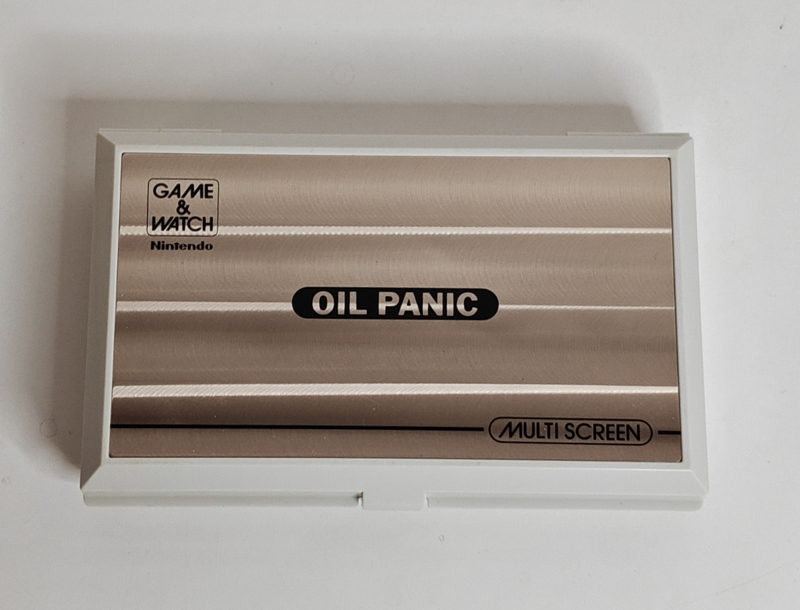 GAME
&
WATCH
Nintendo
OIL PANIC
MULTI SCREEN